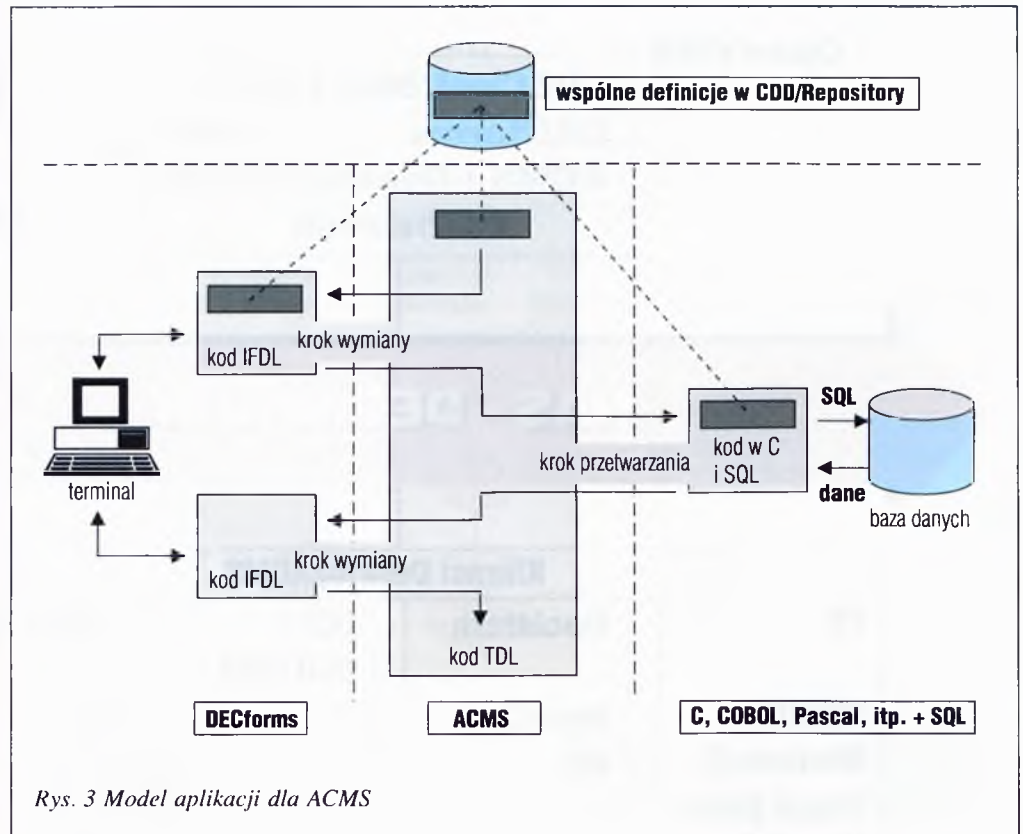 wspólne definicje w CDD/Repository
krok wymiany
kod IFDL
SQL
kod w C
i SQL
krok przetwarzania
dane
terminal
baza danych
krok wymiany
kod IFDL
kod TDL
DECforms
ACMS
C, COBOL, Pascal, itp. + SQL
Rys. 3 Model aplikacji dla ACMS